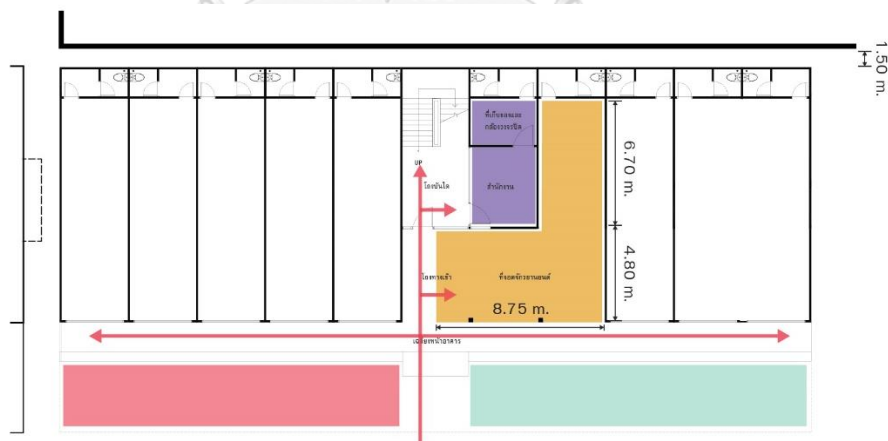 1.50 m.
ที่เก็บของและ
กล้องวงจรปิด
6.70 m.
UP
โถงบันได
สำนักงาน
4.80 m.
โถงทางเข้า
ที่จอดจักรยานยนต์
8.75 m.
เฉลียงหน้าอาคาร